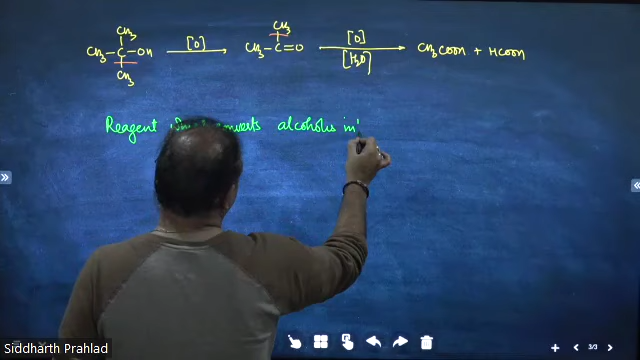 CH3 CH3
CH3-C-OH [O] CH3-C=O [O] CH3COOH + HCOOH
CH3 [H2O]
Reagent converts alcohols in
Siddharth Prahlad
3/3